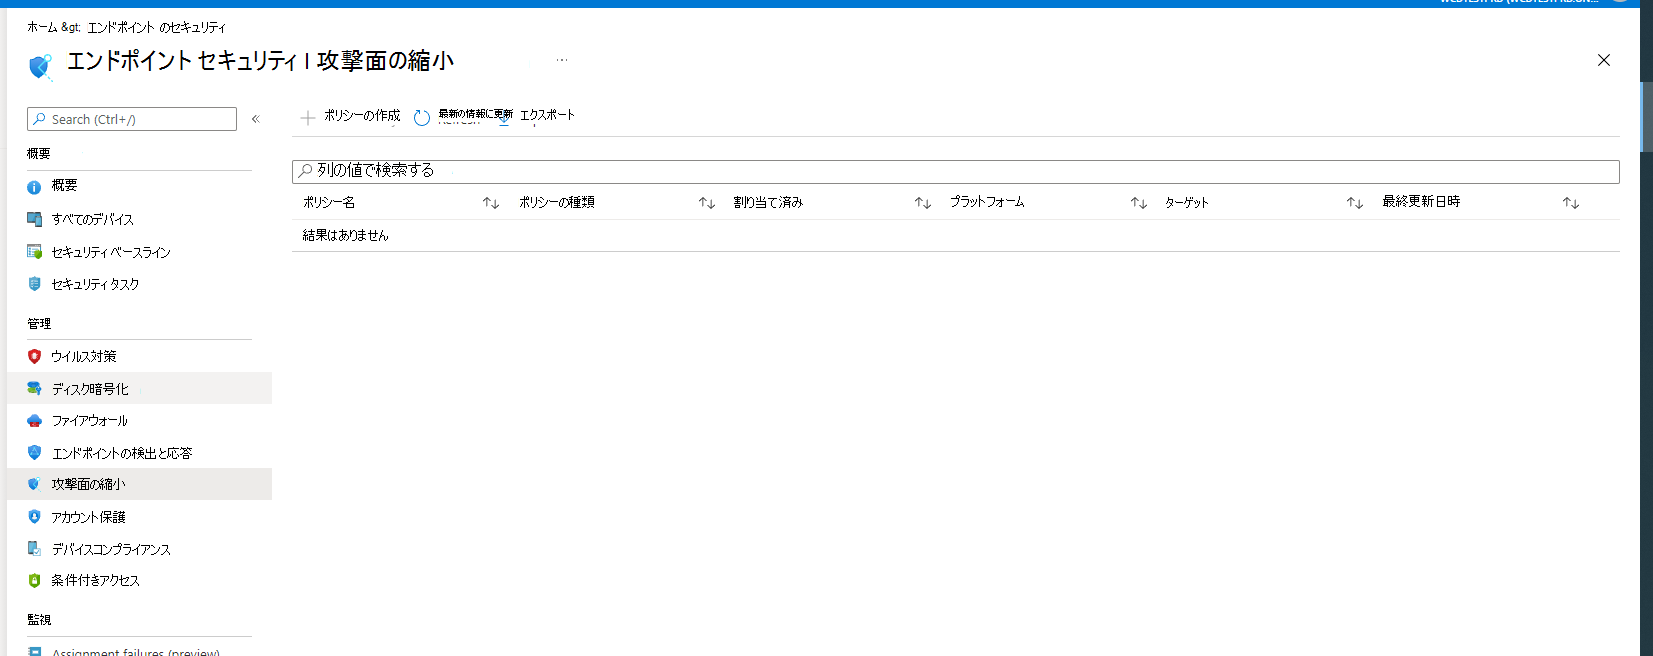 ホーム &gt; エンドポイント のセキュリティ
エンドポイント セキュリティ | 攻撃面の縮小
...
Search (Ctrl+/)
«
ポリシーの作成
最新の情報に更新
エクスポート
概要
列の値で検索する
概要
ポリシー名
ポリシーの種類
割り当て済み
プラットフォーム
ターゲット
最終更新日時
すべてのデバイス
結果はありません
セキュリティ ベースライン
セキュリティ タスク
管理
ウイルス対策
ディスク暗号化
ファイアウォール
エンドポイントの検出と応答
攻撃面の縮小
アカウント保護
デバイスコンプライアンス
条件付きアクセス
監視
Assignment failures (preview)